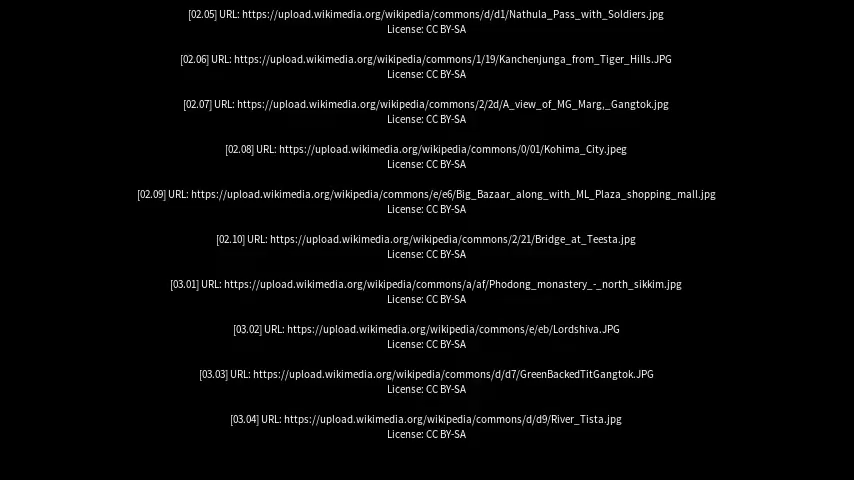 [02.05] URL: https://upload.wikimedia.org/wikipedia/commons/d/d1/Nathula_Pass_with_Soldiers.jpg
License: CC BY-SA
[02.06] URL: https://upload.wikimedia.org/wikipedia/commons/1/19/Kanchenjunga_from_Tiger_Hills.JPG
License: CC BY-SA
[02.07] URL: https://upload.wikimedia.org/wikipedia/commons/2/2d/A_view_of_MG_Marg,_Gangtok.jpg
License: CC BY-SA
[02.08] URL: https://upload.wikimedia.org/wikipedia/commons/0/01/Kohima_City.jpeg
License: CC BY-SA
[02.09] URL: https://upload.wikimedia.org/wikipedia/commons/e/e6/Big_Bazaar_along_with_ML_Plaza_shopping_mall.jpg
License: CC BY-SA
[02.10] URL: https://upload.wikimedia.org/wikipedia/commons/2/21/Bridge_at_Teesta.jpg
License: CC BY-SA
[03.01] URL: https://upload.wikimedia.org/wikipedia/commons/a/af/Phodong_monastery_-_north_sikkim.jpg
License: CC BY-SA
[03.02] URL: https://upload.wikimedia.org/wikipedia/commons/e/eb/Lordshiva.JPG
License: CC BY-SA
[03.03] URL: https://upload.wikimedia.org/wikipedia/commons/d/d7/GreenBackedTitGangtok.JPG
License: CC BY-SA
[03.04] URL: https://upload.wikimedia.org/wikipedia/commons/d/d9/River_Tista.jpg
License: CC BY-SA